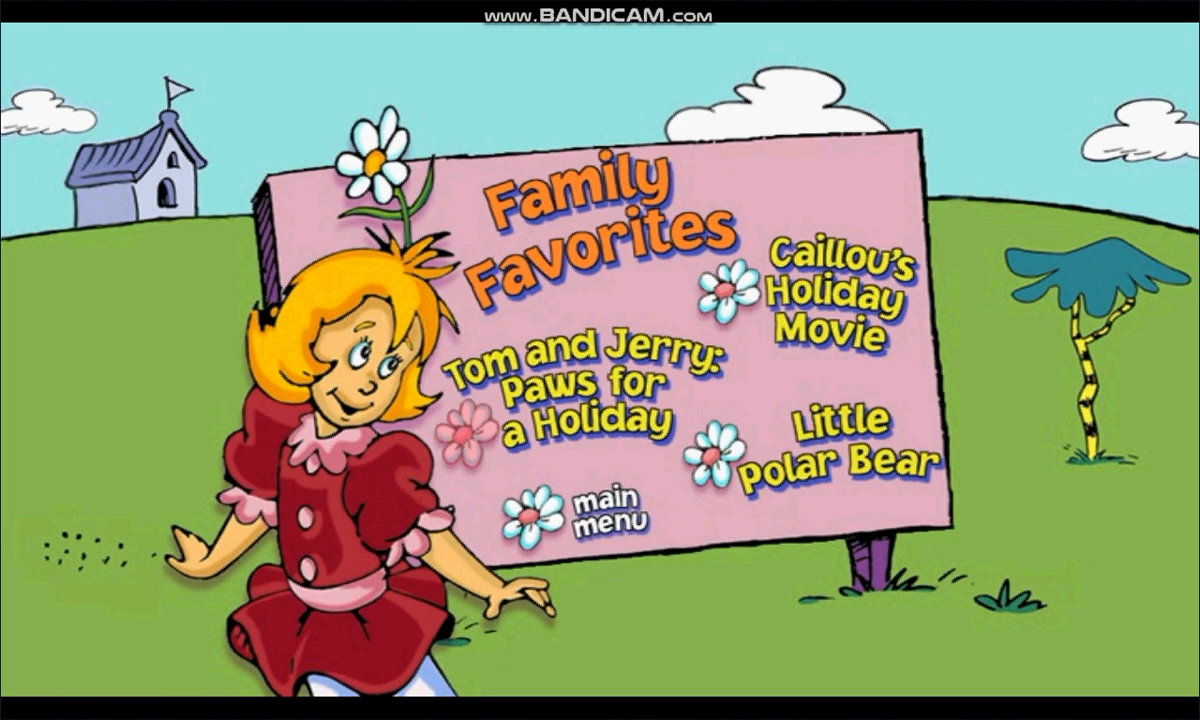 www.BANDICAM.com
Family
Favorites
Caillou's
Holiday
Movie
Tom and Jerry:
Paws for
a Holiday
Little
Polar Bear
main
menu